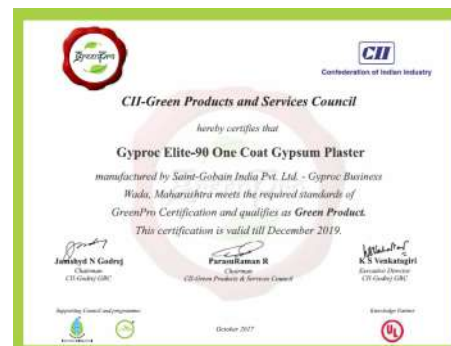 GreenPro
CII
Confederation of Indian Industry
CII-Green Products and Services Council
hereby certifies that
Gyproc Elite-90 One Coat Gypsum Plaster
manufactured by Saint-Gobain India Pvt. Ltd. - Gyproc Business
Wada, Maharashtra meets the required standards of
GreenPro Certification and qualifies as Green Product.
This certification is valid till December 2019.
Jamshyd N Godrej
Chairman
CII-Godrej GBC
ParasuRaman R
Chairman
CII-Green Products & Services Council
K S Venkatagiri
Executive Director
CII-Godrej GBC
Supporting Council and programme
October 2017
Knowledge Partner
UL